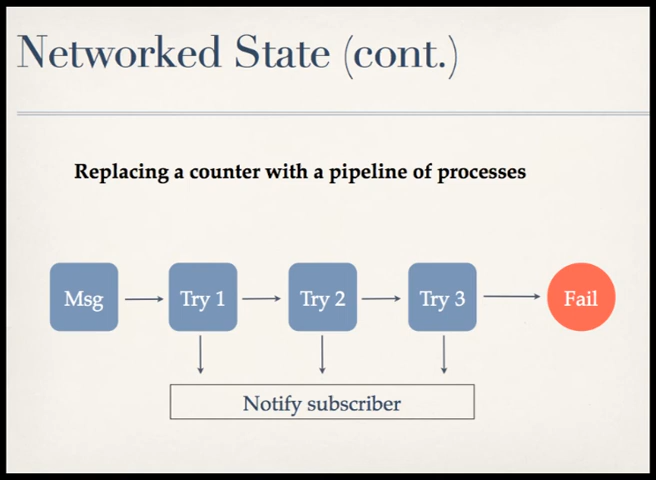 Networked State (cont.)
Replacing a counter with a pipeline of processes
Msg
Try 1
Try 2
Try 3
Fail
Notify subscriber